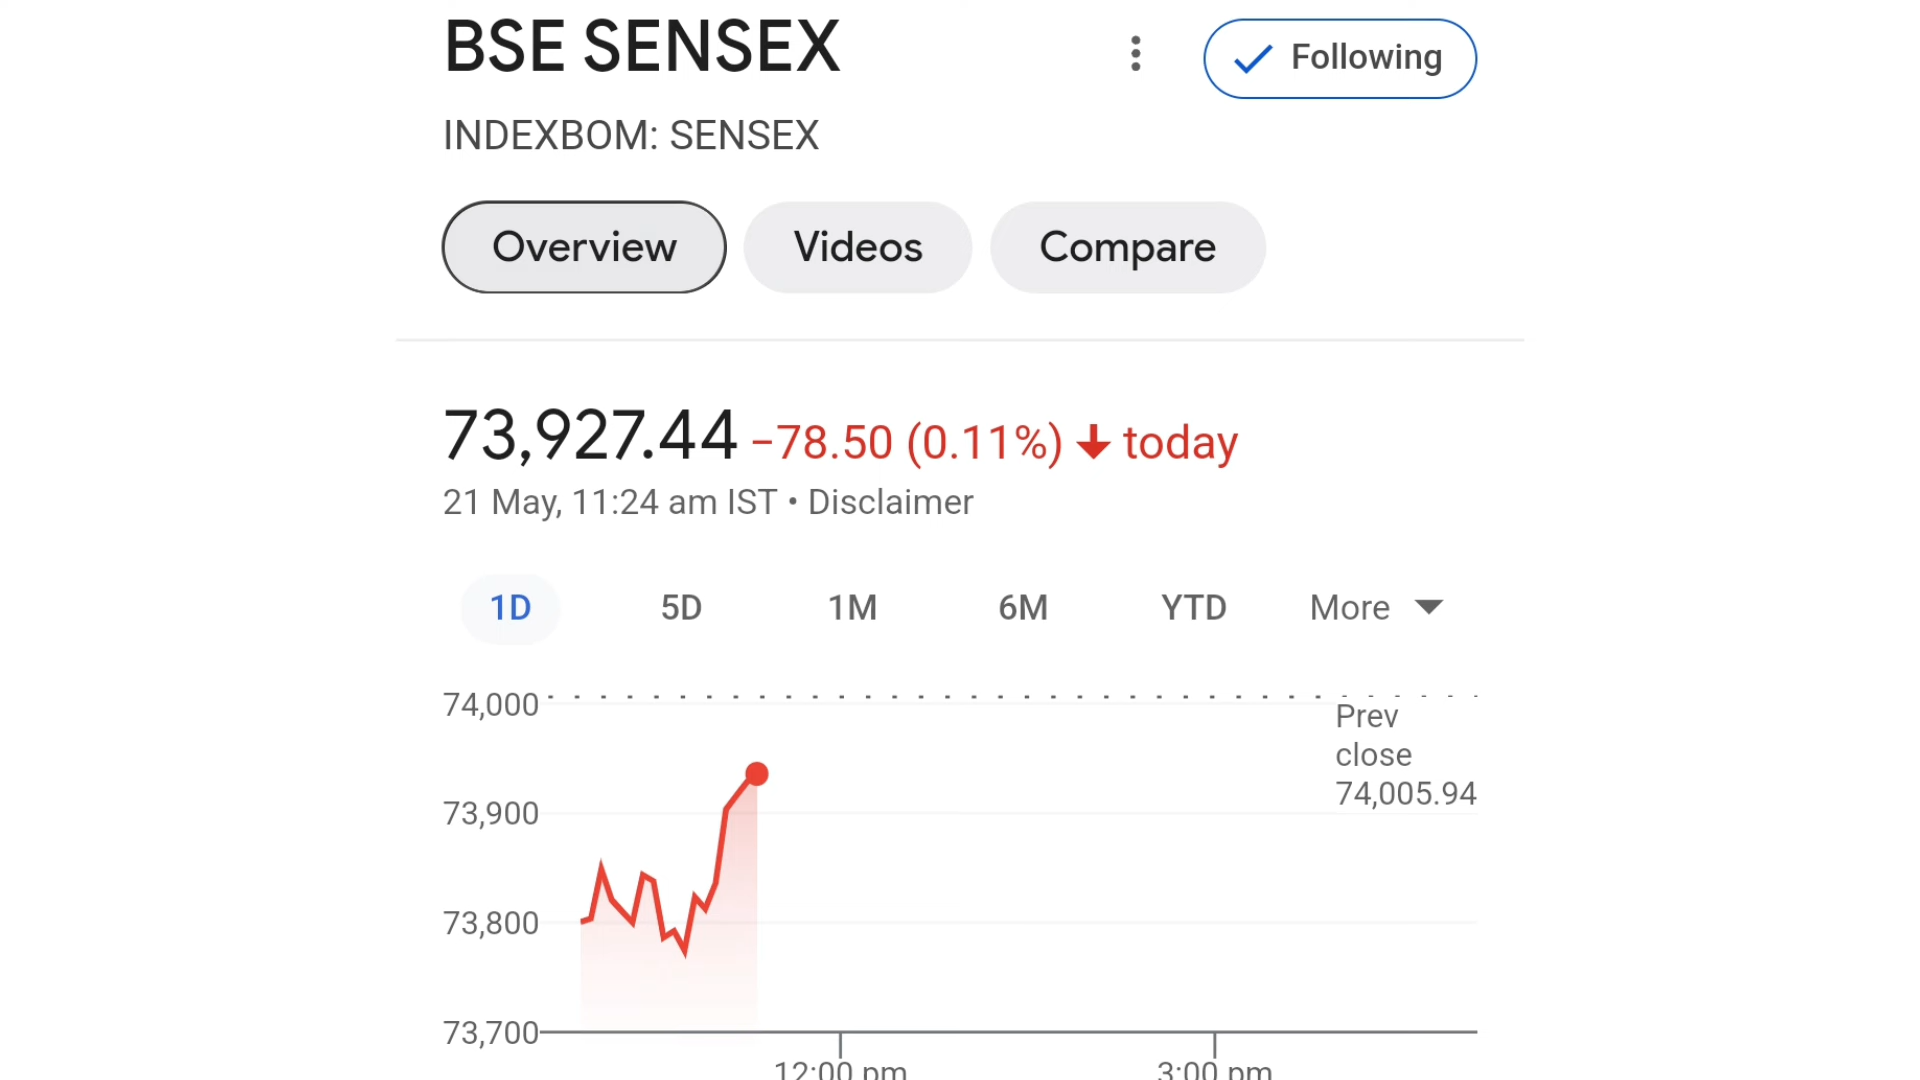 BSE SENSEX
Following
INDEXBOM: SENSEX
Overview
Videos
Compare
73,927.44 −78.50 (0.11%) ↓ today
21 May, 11:24 am IST • Disclaimer
1D 5D 1M 6M YTD More
74,000
Prev
close
74,005.94
73,900
73,800
73,700
12:00 pm 3:00 pm